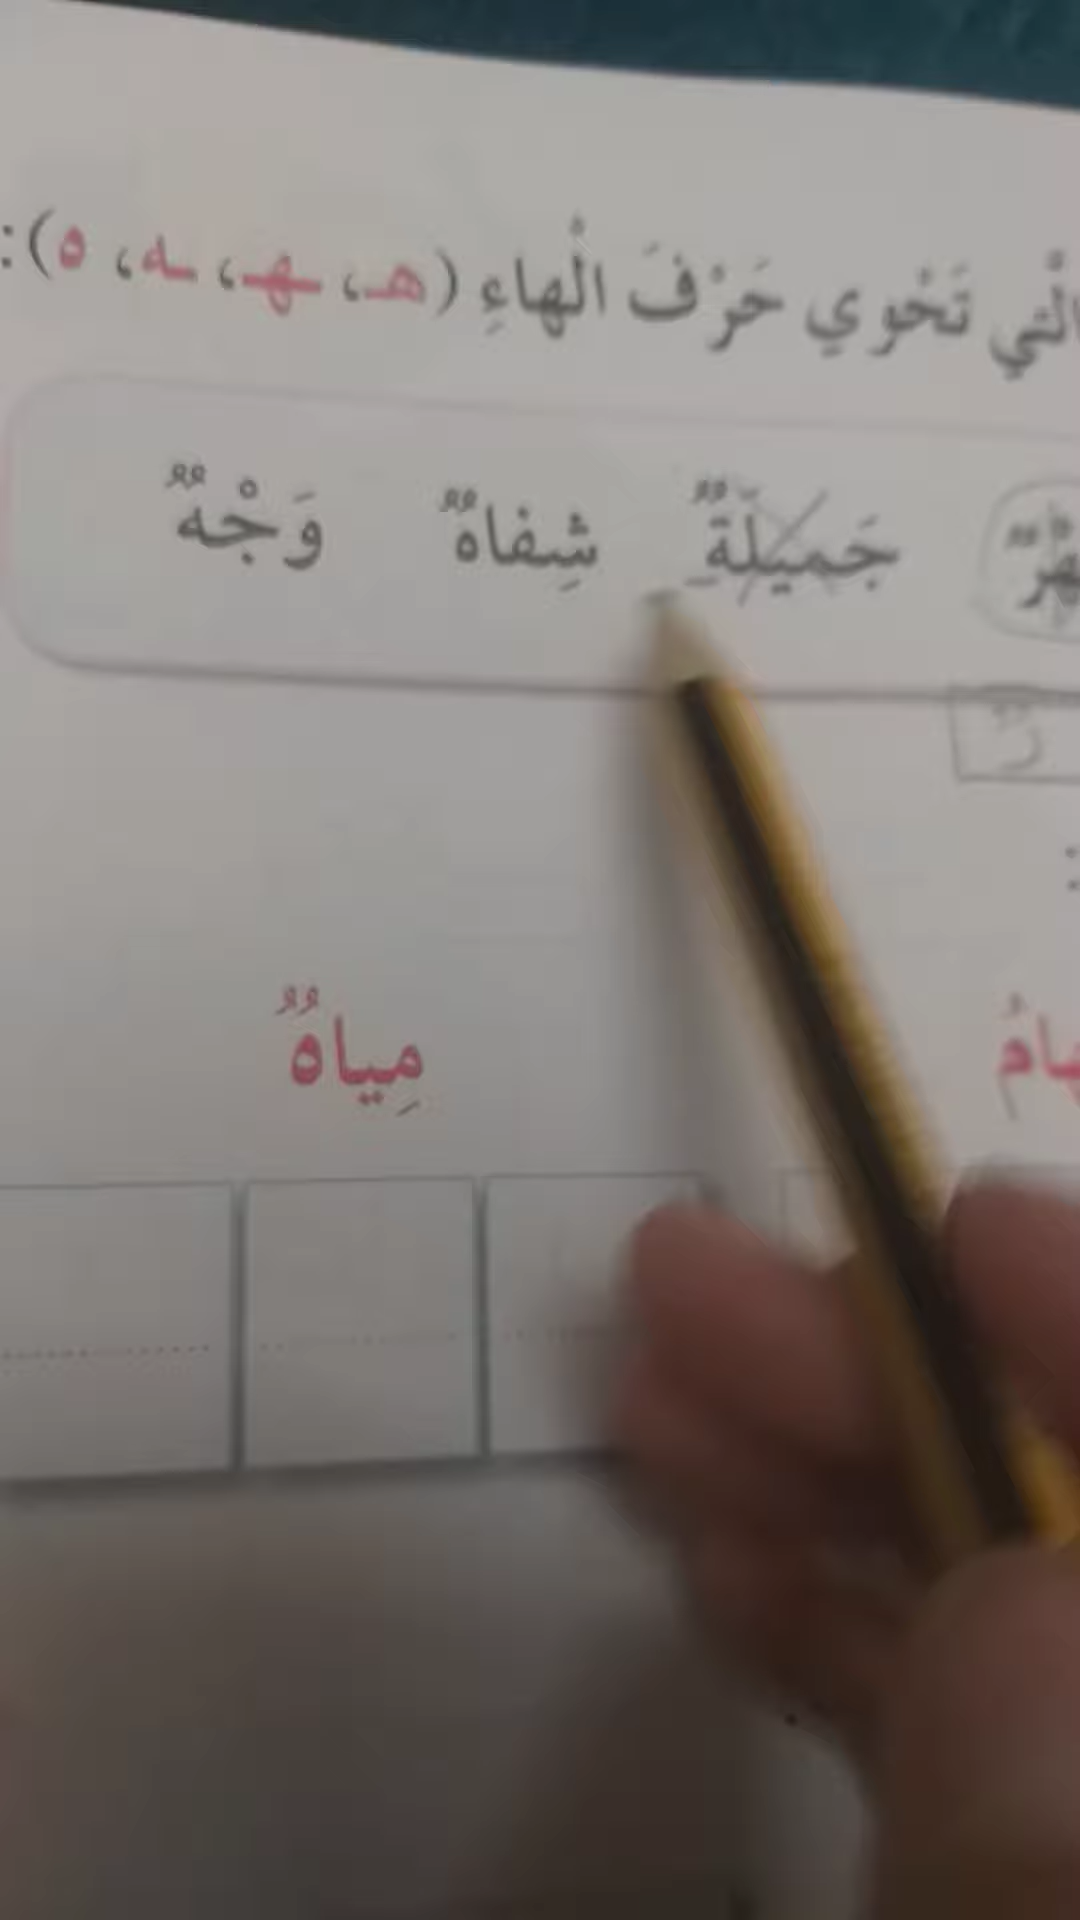 الَّتي تَحْوي حَرْفَ الْهاءِ (هـ، ـهـ، ـه، ه):
جَميلَةٌ شِفاهٌ وَجْهٌ
رٌ
:
مِياهٌ